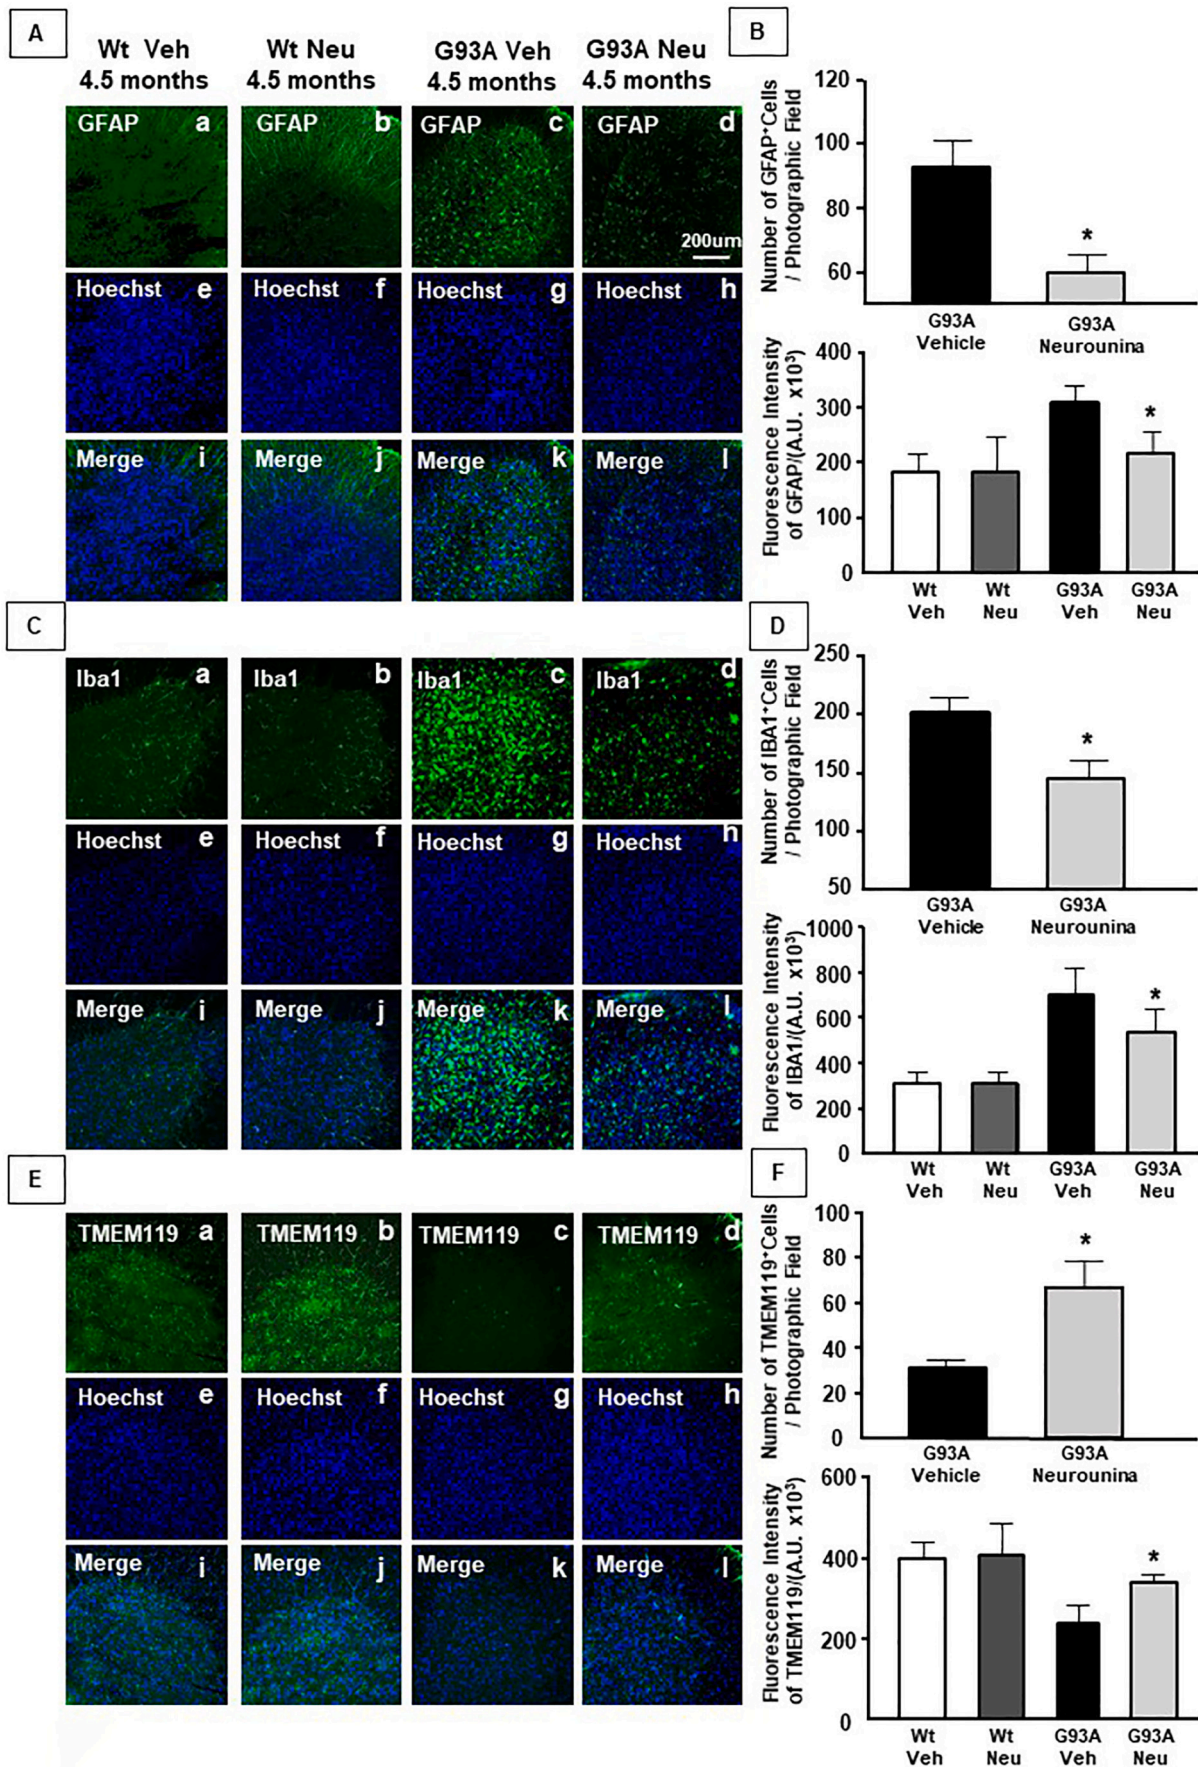 A
Wt Veh
4.5 months
Wt Neu
4.5 months
G93A Veh
4.5 months
G93A Neu
4.5 months
GFAP a
GFAP b
GFAP c
GFAP d
200um
Hoechst e
Hoechst f
Hoechst g
Hoechst h
Merge i
Merge j
Merge k
Merge l
B
Number of GFAP⁺Cells
/ Photographic Field
120
100
80
60
*
G93A
Vehicle
G93A
Neurounina
Fluorescence Intensity
of GFAP/(A.U. x10³)
400
300
200
100
0
*
Wt
Veh
Wt
Neu
G93A
Veh
G93A
Neu
C
Iba1 a
Iba1 b
Iba1 c
Iba1 d
Hoechst e
Hoechst f
Hoechst g
Hoechst h
Merge i
Merge j
Merge k
Merge l
D
Number of IBA1⁺Cells
/ Photographic Field
250
200
150
100
50
*
G93A
Vehicle
G93A
Neurounina
Fluorescence Intensity
of IBA1/(A.U. x10³)
1000
800
600
400
200
0
*
Wt
Veh
Wt
Neu
G93A
Veh
G93A
Neu
E
TMEM119 a
TMEM119 b
TMEM119 c
TMEM119 d
Hoechst e
Hoechst f
Hoechst g
Hoechst h
Merge i
Merge j
Merge k
Merge l
F
Number of TMEM119⁺Cells
/ Photographic Field
100
80
60
40
20
0
*
G93A
Vehicle
G93A
Neurounina
Fluorescence Intensity
of TMEM119/(A.U. x10³)
600
400
200
0
*
Wt
Veh
Wt
Neu
G93A
Veh
G93A
Neu